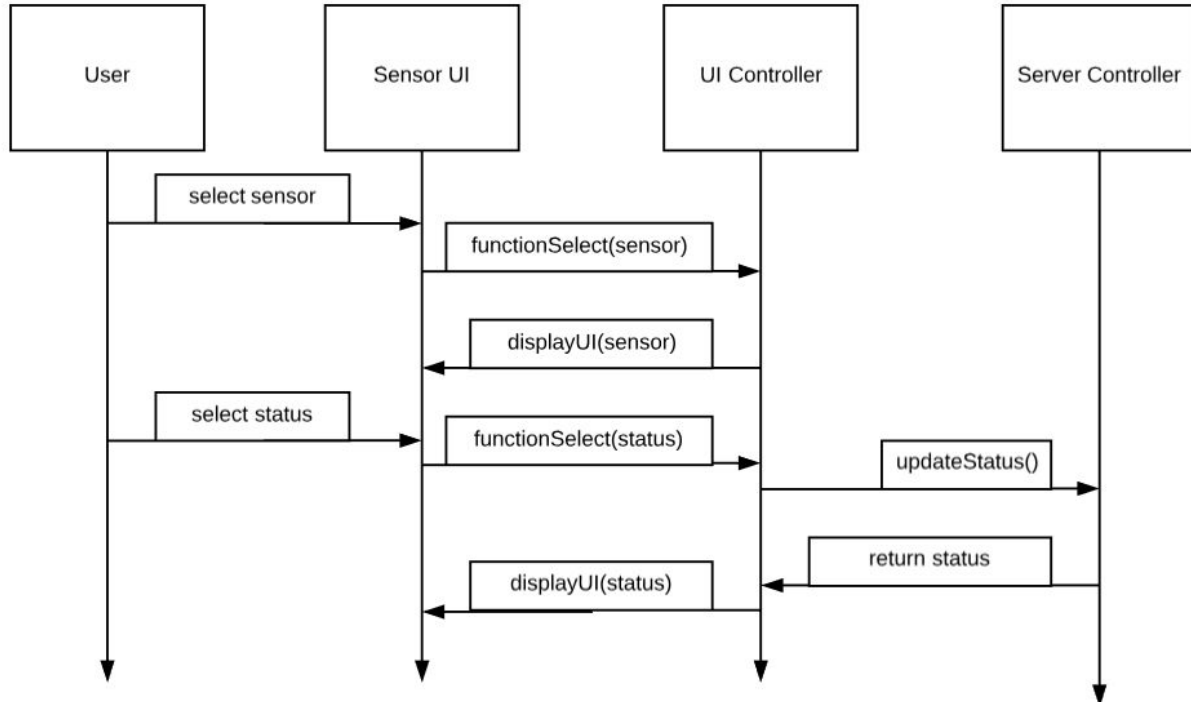 User
Sensor UI
UI Controller
Server Controller
select sensor
functionSelect(sensor)
displayUI(sensor)
select status
functionSelect(status)
updateStatus()
return status
displayUI(status)